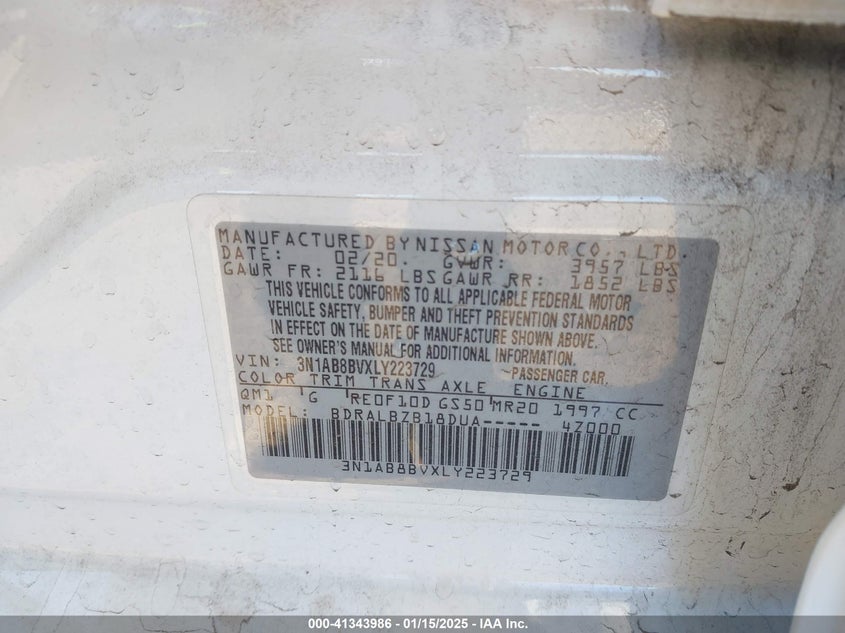 MANUFACTURED BY NISSAN MOTOR CO., LTD.
DATE: 02/20 GVWR: 3957 LBS
GAWR FR: 2116 LBS GAWR RR: 1852 LBS
THIS VEHICLE CONFORMS TO ALL APPLICABLE FEDERAL MOTOR
VEHICLE SAFETY, BUMPER AND THEFT PREVENTION STANDARDS
IN EFFECT ON THE DATE OF MANUFACTURE SHOWN ABOVE.
SEE OWNER'S MANUAL FOR ADDITIONAL INFORMATION.
VIN: 3N1AB8BVXLY223729 ~PASSENGER CAR.
COLOR TRIM TRANS AXLE ENGINE
QM1 G RE0F10D GS50 MR20 1997 CC
MODEL: BDRALBZB18DUA----- 4Z000
3N1AB8BVXLY223729
000-41343986 - 01/15/2025 - IAA Inc.